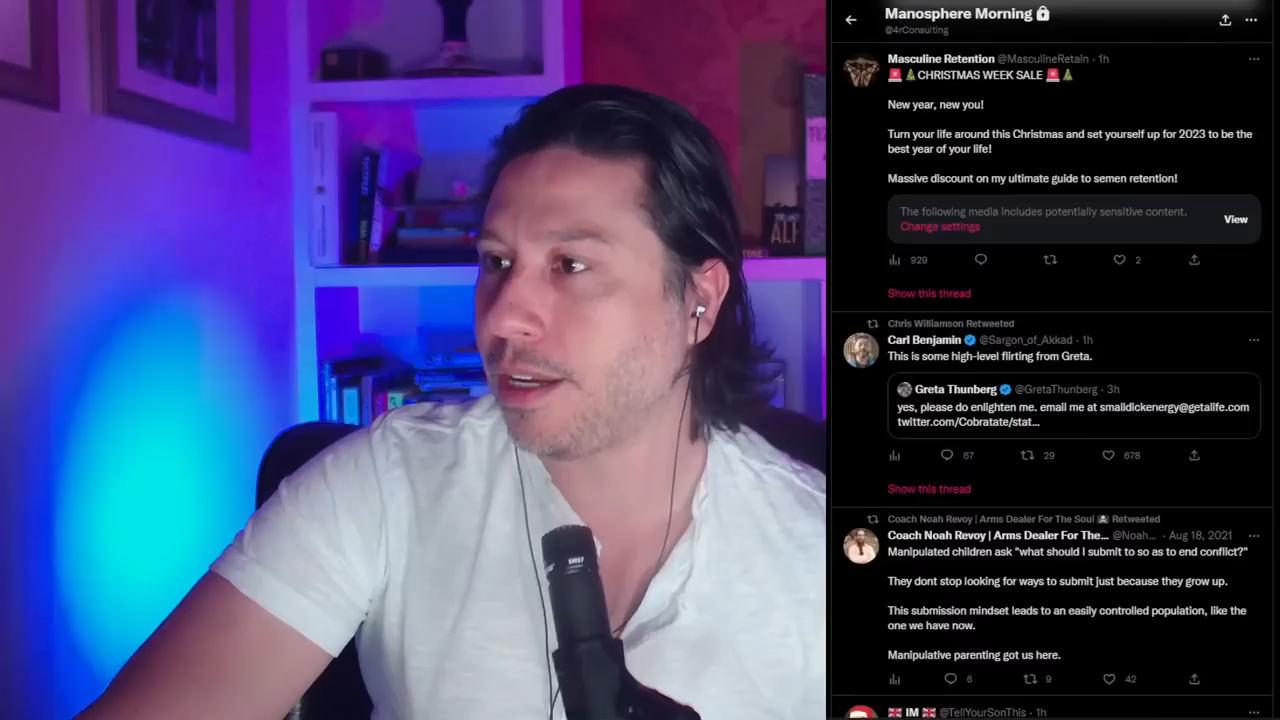 Manosphere Morning
@4rConsulting
Masculine Retention @MasculineRetain · 1h
🚨🎄CHRISTMAS WEEK SALE 🚨🎄
New year, new you!
Turn your life around this Christmas and set yourself up for 2023 to be the
best year of your life!
Massive discount on my ultimate guide to semen retention!
The following media includes potentially sensitive content.
Change settings
View
929
2
Show this thread
Chris Williamson Retweeted
Carl Benjamin @Sargon_of_Akkad · 1h
This is some high-level flirting from Greta.
Greta Thunberg @GretaThunberg · 3h
yes, please do enlighten me. email me at smalldickenergy@getalife.com
twitter.com/Cobratate/stat...
67
29
678
Show this thread
Coach Noah Revoy | Arms Dealer For The Soul Retweeted
Coach Noah Revoy | Arms Dealer For The... @Noah... · Aug 18, 2021
Manipulated children ask "what should I submit to so as to end conflict?"
They dont stop looking for ways to submit just because they grow up.
This submission mindset leads to an easily controlled population, like the
one we have now.
Manipulative parenting got us here.
6
9
42
🇬🇧 IM 🇬🇧 @TellYourSonThis · 1h
ALF
SM57